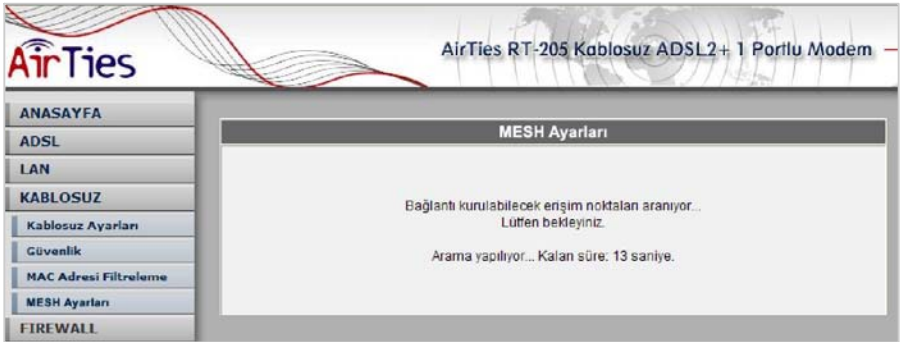 AirTies
AirTies RT-205 Kablosuz ADSL2+ 1 Portlu Modem
ANASAYFA
ADSL
LAN
KABLOSUZ
Kablosuz Ayarları
Güvenlik
MAC Adresi Filtreleme
MESH Ayarları
FIREWALL
MESH Ayarları
Bağlantı kurulabilecek erişim noktaları aranıyor...
Lütfen bekleyiniz.
Arama yapılıyor... Kalan süre: 13 saniye.